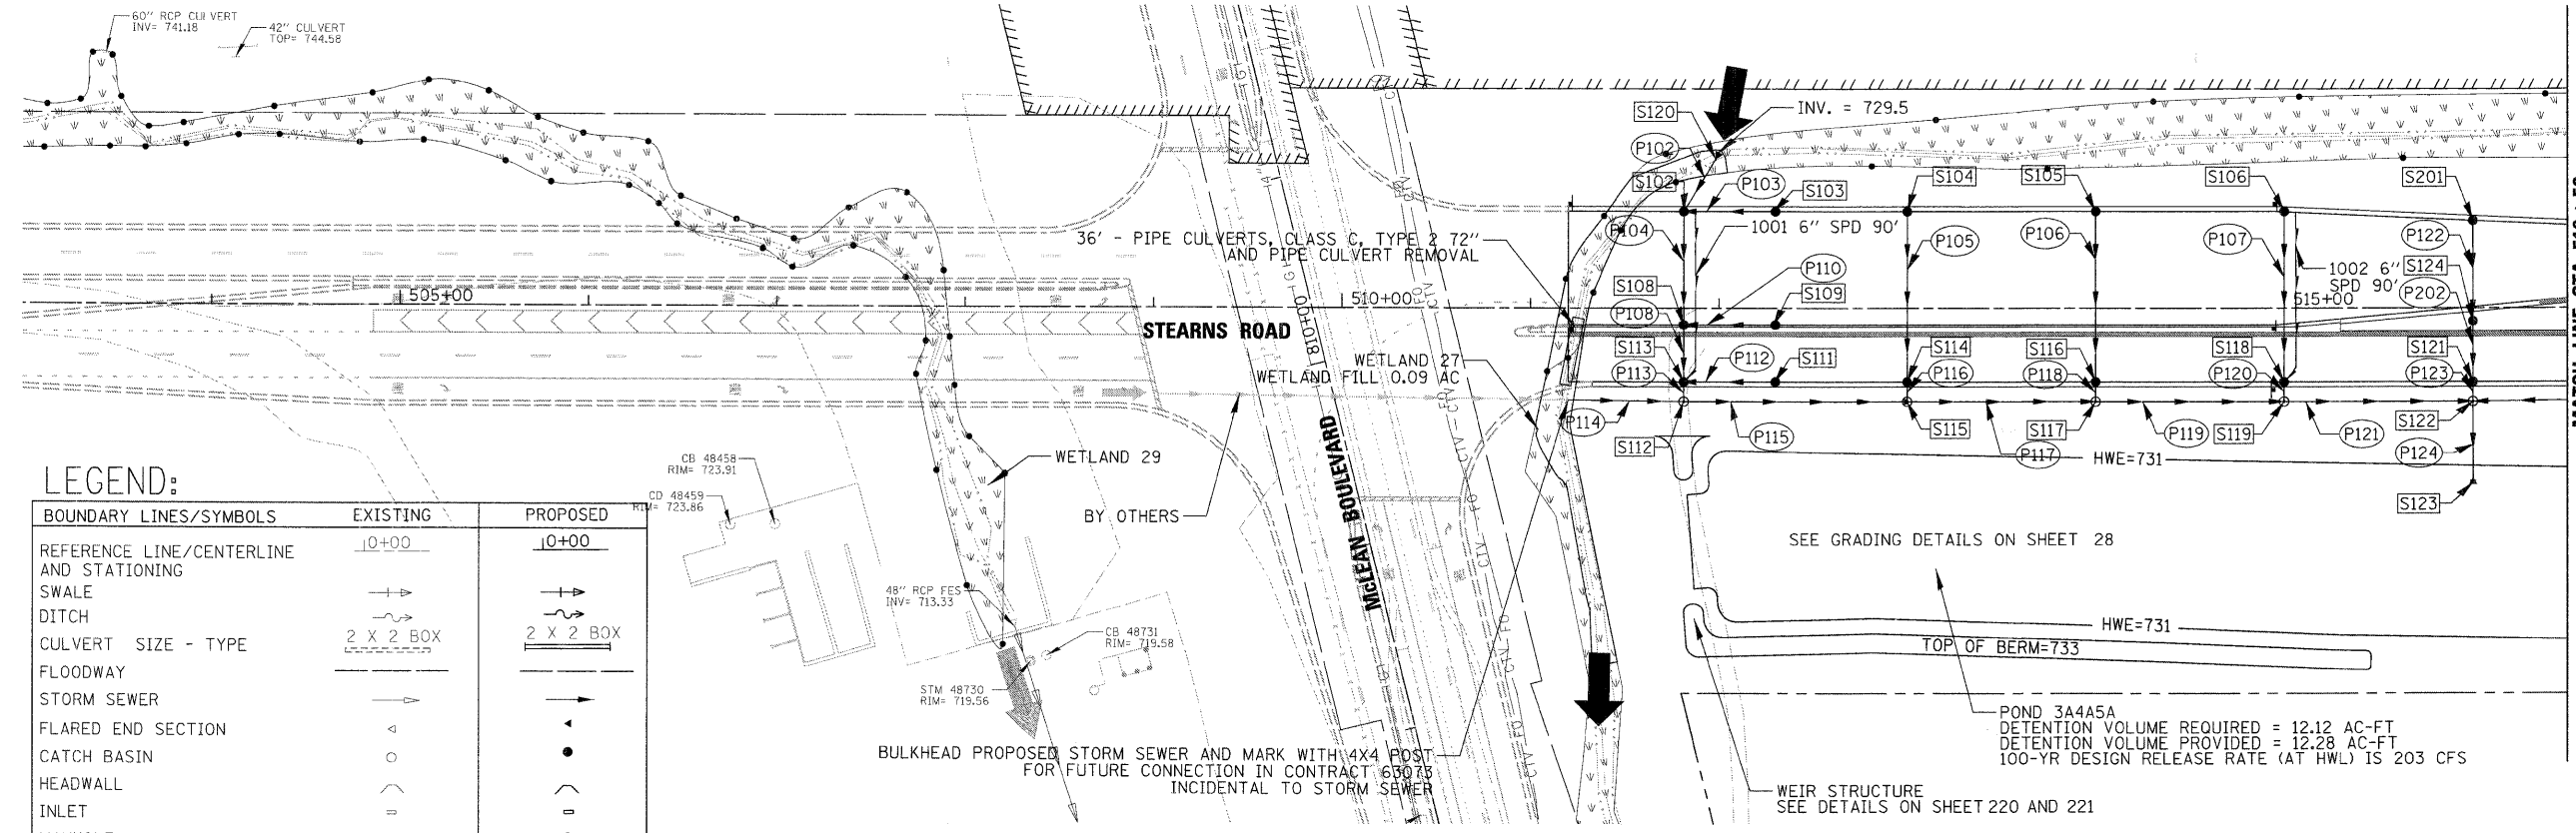 60" RCP CULVERT
INV= 741.18
42" CULVERT
TOP= 744.58
INV. = 729.5
S120
P102
S102
P103
S103
S104
S105
S106
S201
P104
1001 6" SPD 90'
P105
P106
P107
P122
36' - PIPE CULVERTS, CLASS C, TYPE 2 72"
AND PIPE CULVERT REMOVAL
S108
P110
S109
P108
1002 6"
SPD 90'
S124
P202
505+00
510+00
515+00
STEARNS ROAD
1810+00
S113
P112
S111
S114
S116
S118
S121
P113
P116
P118
P120
P123
WETLAND 27
WETLAND FILL 0.09 AC
P114
S112
P115
S115
P117
S117
P119
S119
P121
S122
P124
S123
HWE=731
McLEAN BOULEVARD
WETLAND 29
BY OTHERS
CB 48458
RIM= 723.91
CD 48459
RIM= 723.86
48" RCP FES
INV= 713.33
CB 48731
RIM= 719.58
STM 48730
RIM= 719.56
SEE GRADING DETAILS ON SHEET 28
HWE=731
TOP OF BERM=733
POND 3A4A5A
DETENTION VOLUME REQUIRED = 12.12 AC-FT
DETENTION VOLUME PROVIDED = 12.28 AC-FT
100-YR DESIGN RELEASE RATE (AT HWL) IS 203 CFS
WEIR STRUCTURE
SEE DETAILS ON SHEET 220 AND 221
BULKHEAD PROPOSED STORM SEWER AND MARK WITH 4X4 POST
FOR FUTURE CONNECTION IN CONTRACT 63073
INCIDENTAL TO STORM SEWER
LEGEND:
BOUNDARY LINES/SYMBOLS EXISTING PROPOSED
REFERENCE LINE/CENTERLINE 10+00 10+00
AND STATIONING
SWALE
DITCH
CULVERT SIZE - TYPE 2 X 2 BOX 2 X 2 BOX
FLOODWAY
STORM SEWER
FLARED END SECTION
CATCH BASIN
HEADWALL
INLET